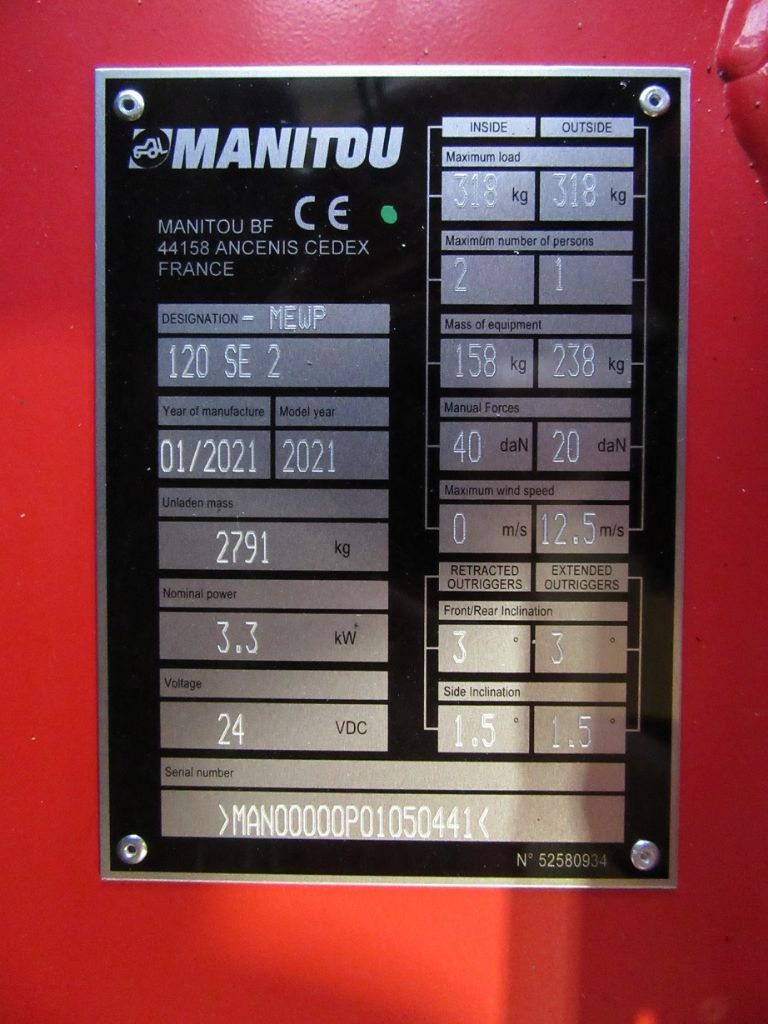 MANITOU
CE
MANITOU BF
44158 ANCENIS CEDEX
FRANCE
DESIGNATION - MEWP
120 SE 2
Year of manufacture Model year
01/2021 2021
Unladen mass
2791 kg
Nominal power
3.3 kW
Voltage
24 VDC
INSIDE OUTSIDE
Maximum load
318 kg 318 kg
Maximum number of persons
2 1
Mass of equipment
158 kg 238 kg
Manual Forces
40 daN 20 daN
Maximum wind speed
0 m/s 12.5 m/s
RETRACTED OUTRIGGERS EXTENDED OUTRIGGERS
Front/Rear Inclination
3 ° 3 °
Side Inclination
1.5 ° 1.5 °
Serial number
>MAN00000P01050441<
N° 52580934